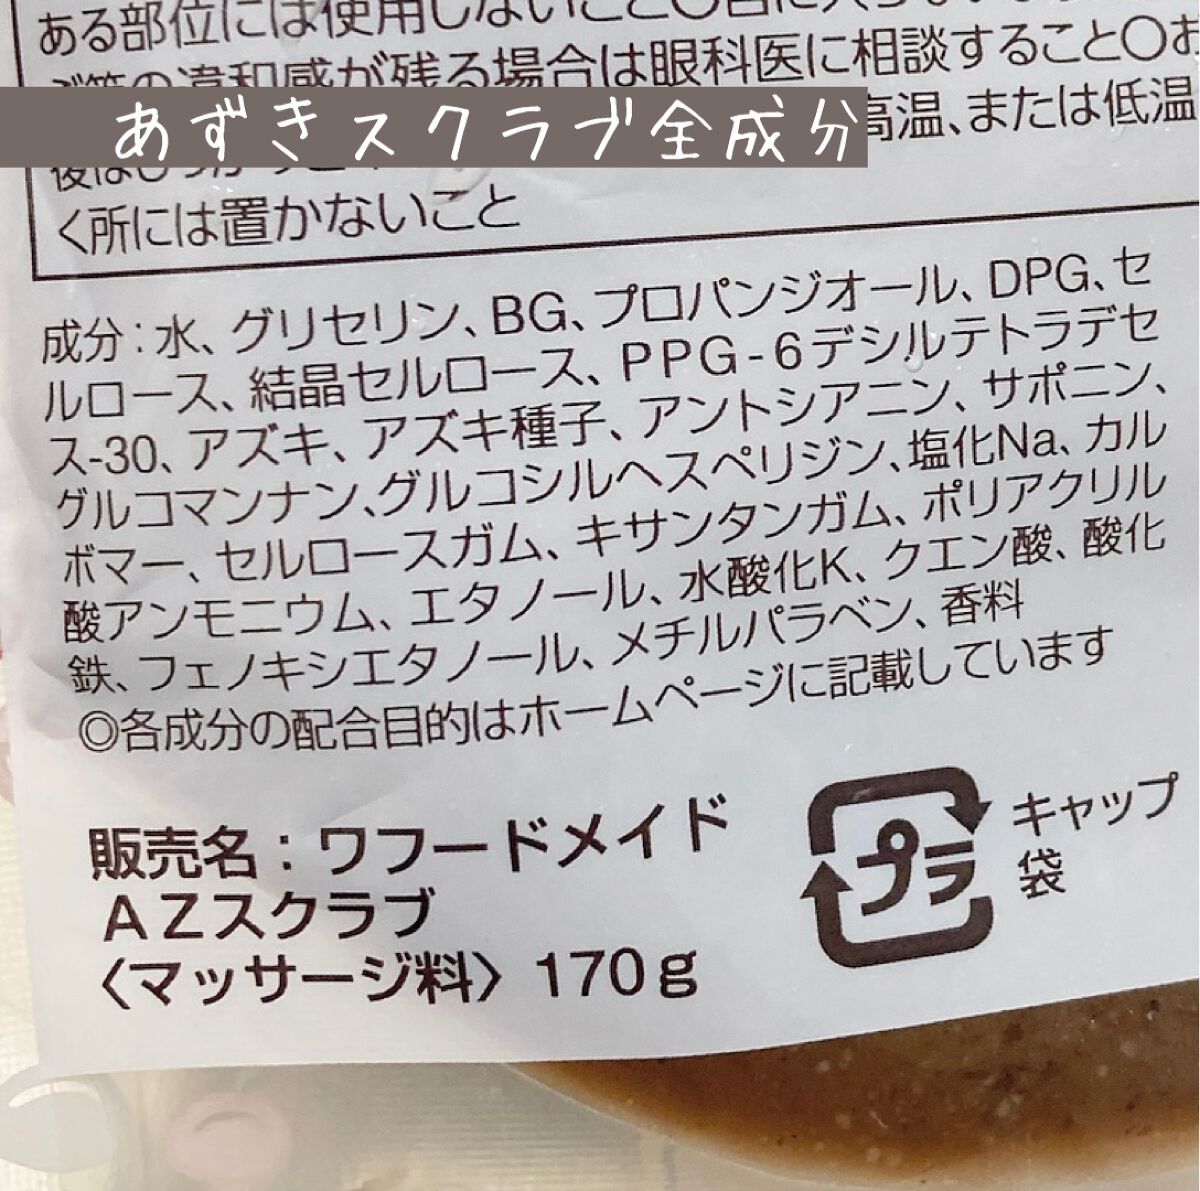 ある部位には使用しないこと〇目に入
違和感が残る場合は眼科医に相談すること〇お
あずきスクラブ全成分
高温、または低温
く所には置かないこと
成分：水、グリセリン、BG、プロパンジオール、DPG、セ
ルロース、結晶セルロース、PPG-6デシルテトラデセ
ス-30、アズキ、アズキ種子、アントシアニン、サポニン、
グルコマンナン、グルコシルヘスペリジン、塩化Na、カル
ボマー、セルロースガム、キサンタンガム、ポリアクリル
酸アンモニウム、エタノール、水酸化K、クエン酸、酸化
鉄、フェノキシエタノール、メチルパラベン、香料
◎各成分の配合目的はホームページに記載しています
販売名：ワフードメイド
AZスクラブ
〈マッサージ料〉 170g
プラ
キャップ
袋